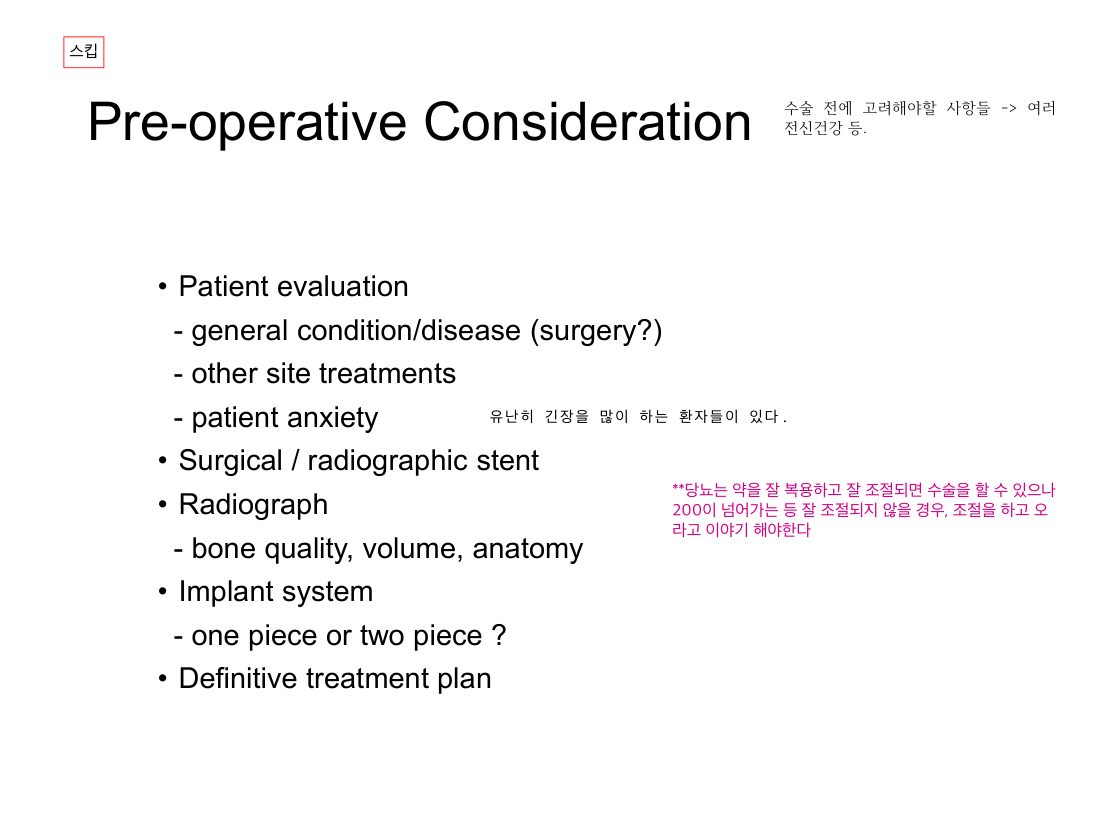 스킵
Pre-operative Consideration
수술 전에 고려해야할 사항들 -> 여러
전신건강 등.
• Patient evaluation
- general condition/disease (surgery?)
- other site treatments
- patient anxiety
유난히 긴장을 많이 하는 환자들이 있다.
• Surgical / radiographic stent
• Radiograph
**당뇨는 약을 잘 복용하고 잘 조절되면 수술을 할 수 있으나
200이 넘어가는 등 잘 조절되지 않을 경우, 조절을 하고 오
라고 이야기 해야한다
- bone quality, volume, anatomy
• Implant system
- one piece or two piece ?
• Definitive treatment plan